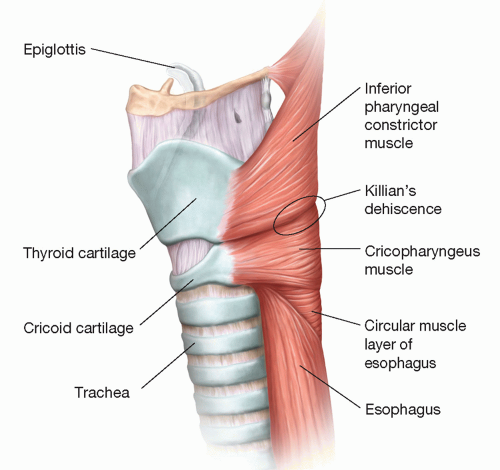 Epiglottis
Inferior
pharyngeal
constrictor
muscle
Killian's
dehiscence
Thyroid cartilage
Cricopharyngeus
muscle
Cricoid cartilage
Circular muscle
layer of
esophagus
Trachea
Esophagus